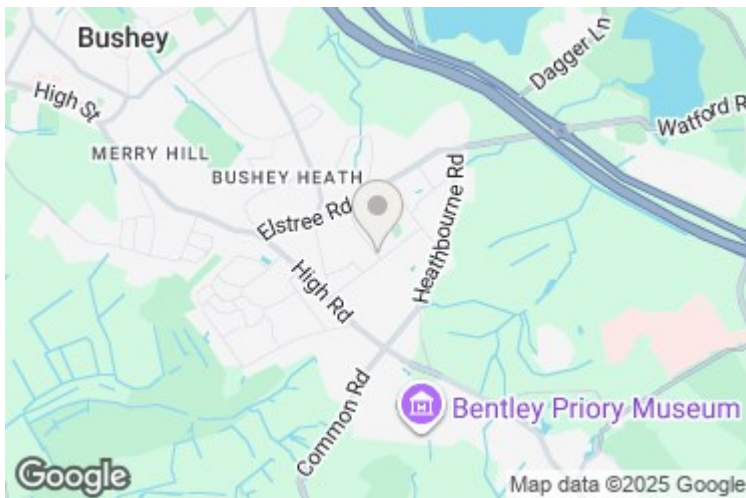 Bushey
Dagger Ln
High St
Watford R
MERRY HILL
BUSHEY HEATH
Elstree Rd
Heathbourne Rd
High Rd
Common Rd
Bentley Priory Museum
Google
Map data ©2025 Google